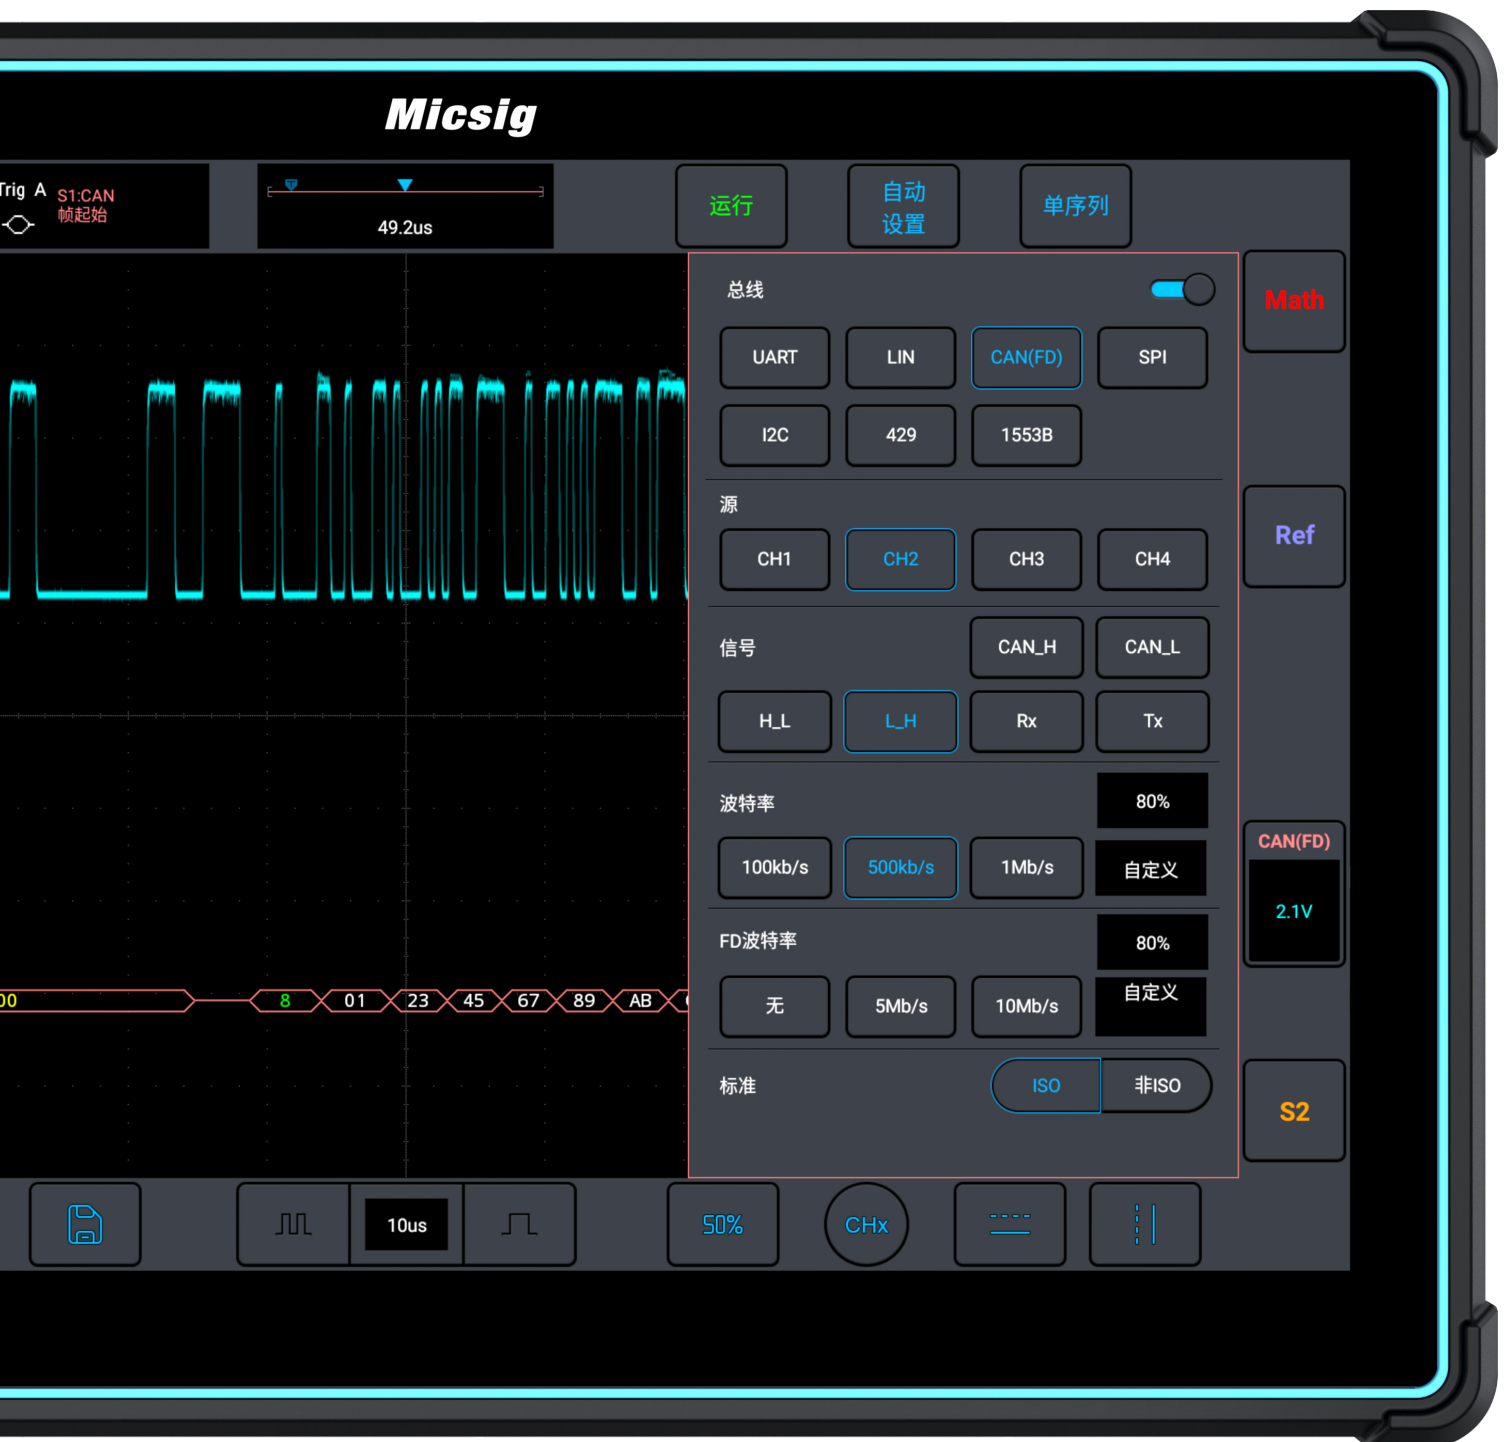 Micsig
Trig A
S1:CAN
帧起始
49.2us
运行
自动
设置
单序列
总线
UART LIN CAN(FD) SPI
I2C 429 1553B
源
CH1 CH2 CH3 CH4
信号 CAN_H CAN_L
H_L L_H Rx Tx
波特率 80%
100kb/s 500kb/s 1Mb/s 自定义
FD波特率 80%
无 5Mb/s 10Mb/s 自定义
标准 ISO 非ISO
Math
Ref
CAN(FD)
2.1V
S2
00 8 01 23 45 67 89 AB
10us
50%
CHx